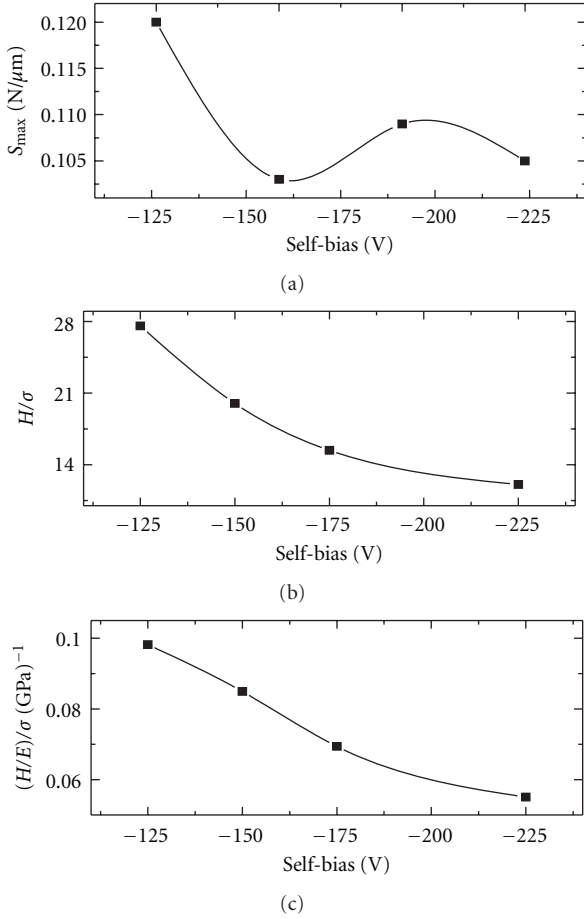 0.120
0.115
0.110
0.105
S_max (N/μm)
−125 −150 −175 −200 −225
Self-bias (V)
(a)
28
21
14
H/σ
−125 −150 −175 −200 −225
Self-bias (V)
(b)
0.1
0.08
0.06
(H/E)/σ (GPa)⁻¹
−125 −150 −175 −200 −225
Self-bias (V)
(c)